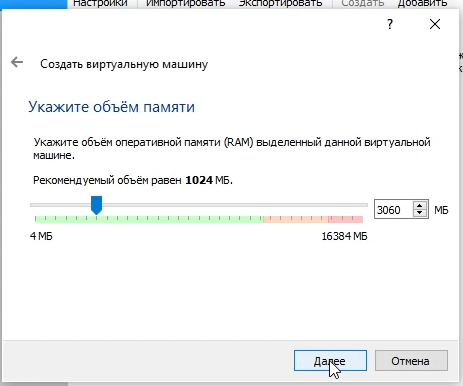 Настройки Импортировать Экспортировать Создать Добавить
?
Создать виртуальную машину
Укажите объём памяти
Укажите объём оперативной памяти (RAM) выделенный данной виртуальной
машине.
Рекомендуемый объём равен 1024 МБ.
3060 МБ
4 МБ 16384 МБ
Далее Отмена